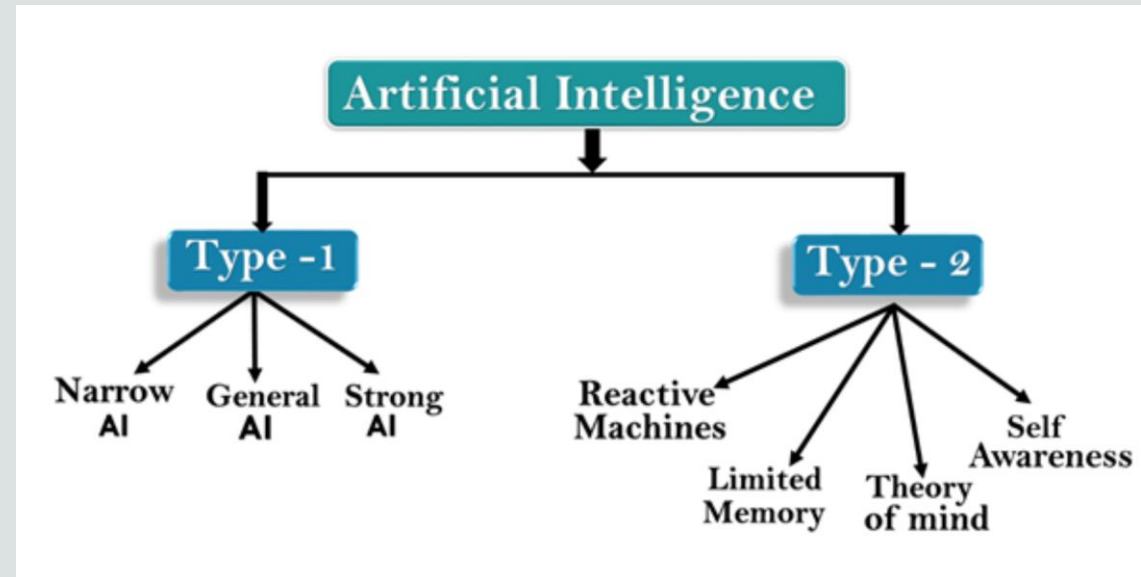 Artificial Intelligence
Type -1
Type - 2
Narrow
AI
General
AI
Strong
AI
Reactive
Machines
Limited
Memory
Theory
of mind
Self
Awareness